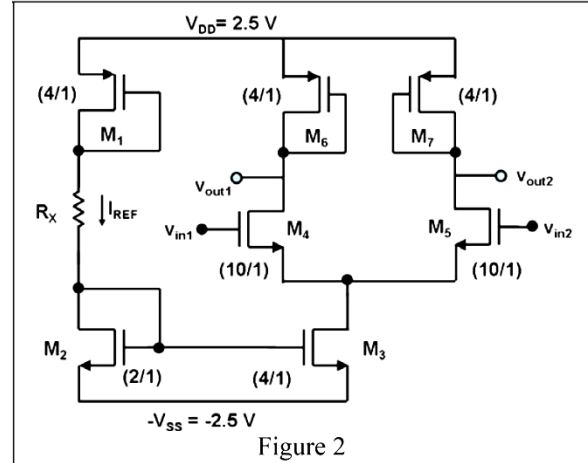 V_DD = 2.5 V
(4/1)
M_1
(4/1)
M_6
(4/1)
M_7
V_out1
V_out2
R_X
I_REF
V_in1
M_4
M_5
V_in2
(10/1)
(10/1)
M_2
(2/1)
(4/1)
M_3
-V_SS = -2.5 V
Figure 2